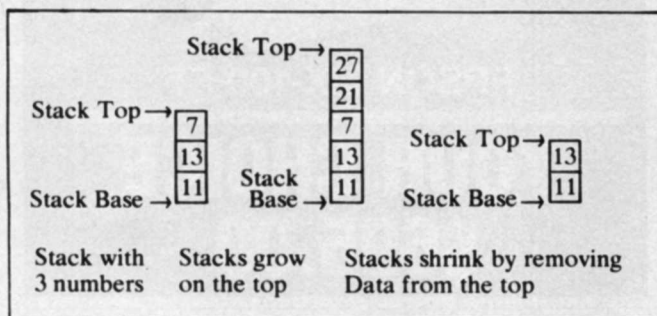 Stack Top→
27
21
Stack Top→
7
7
Stack Top→
13
13
13
Stack Base→
11
Stack
Base→
11
Stack Base→
11
Stack with
3 numbers
Stacks grow
on the top
Stacks shrink by removing
Data from the top